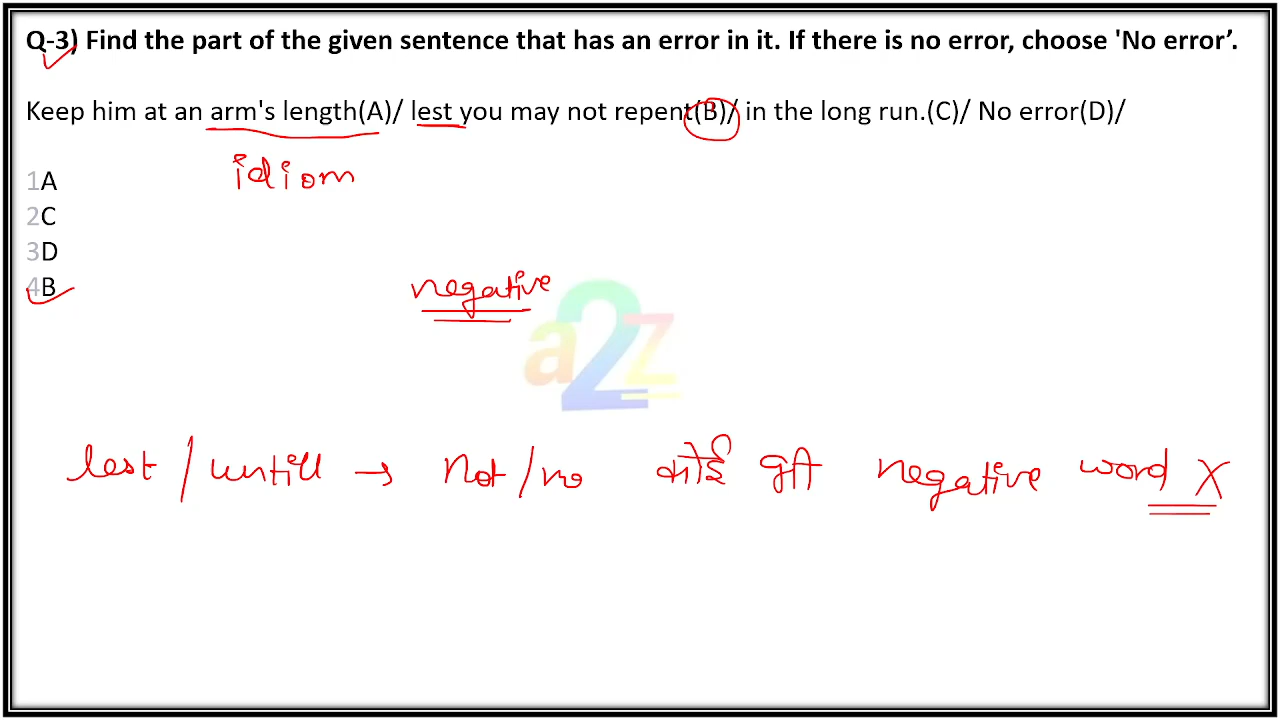 Q-3) Find the part of the given sentence that has an error in it. If there is no error, choose 'No error’.
Keep him at an arm's length(A)/ lest you may not repent(B)/ in the long run.(C)/ No error(D)/
idiom
1A
2C
3D
4B
negative
a2z
lest / untill → Not/no कोई भी negative word X